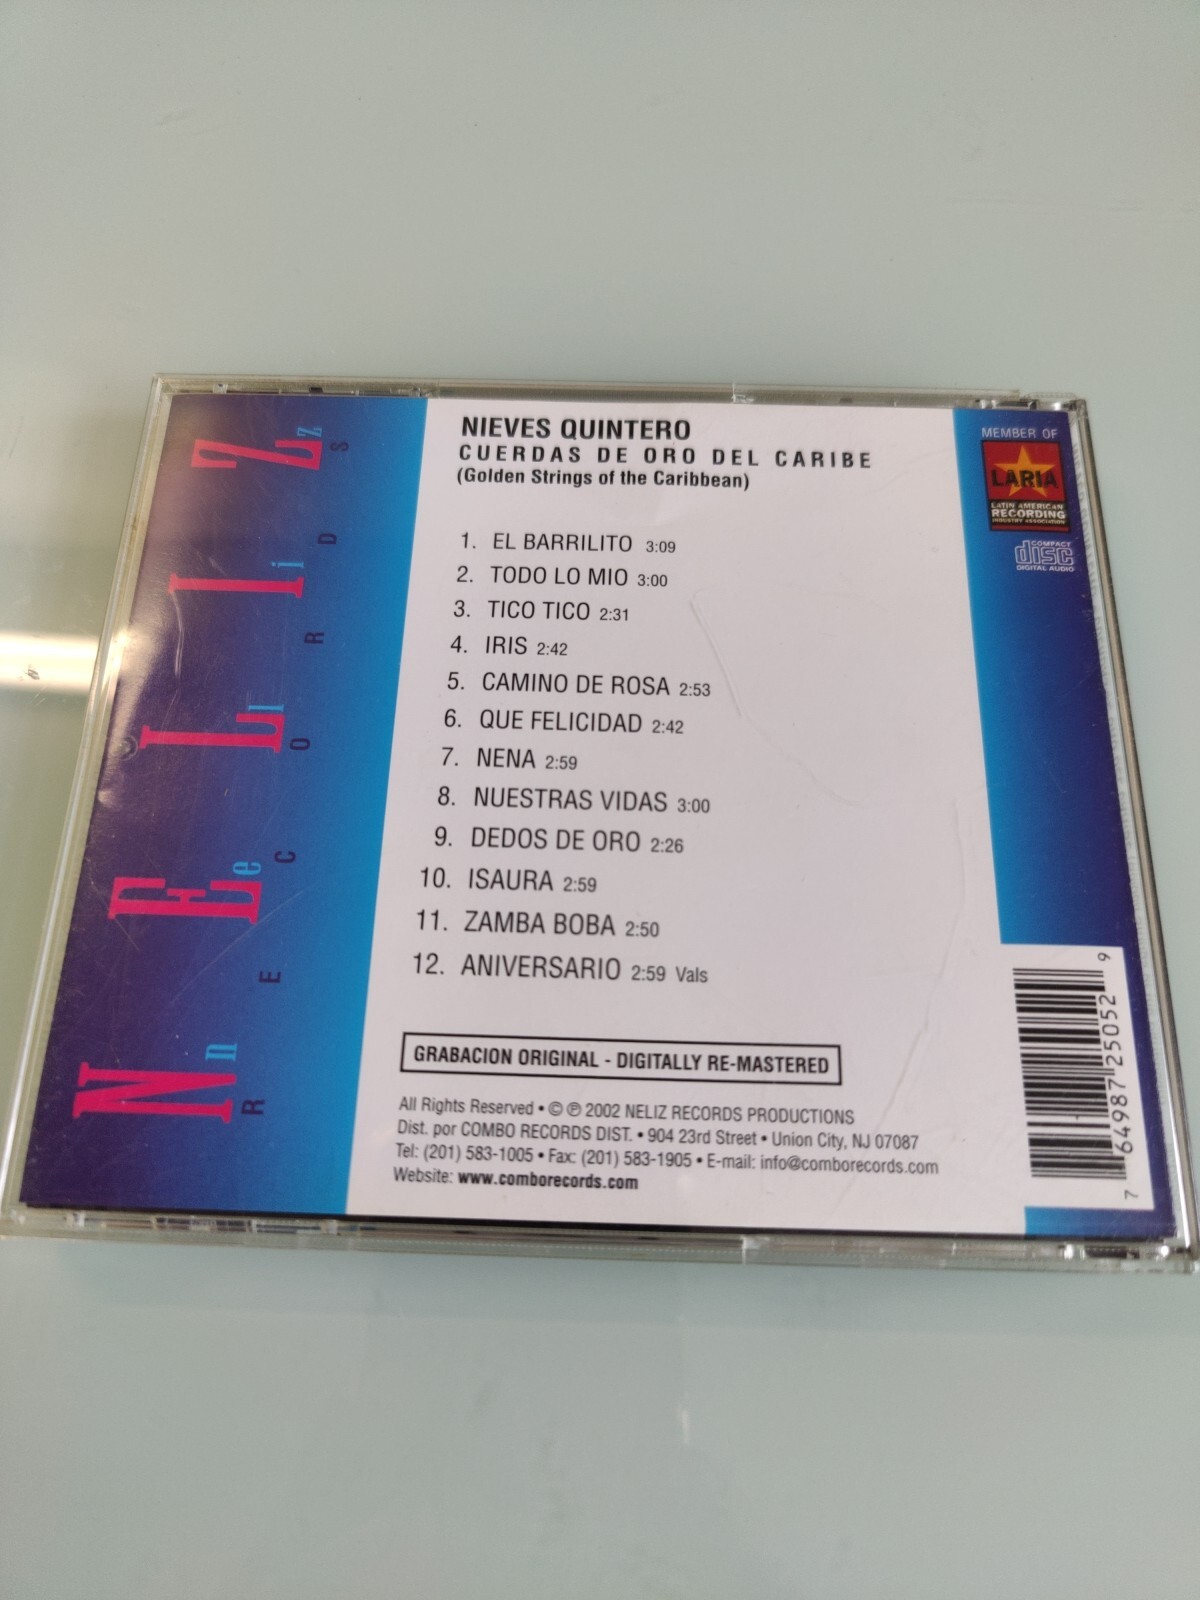 NIEVES QUINTERO
CUERDAS DE ORO DEL CARIBE
(Golden Strings of the Caribbean)
1. EL BARRILITO 3:09
2. TODO LO MIO 3:00
3. TICO TICO 2:31
4. IRIS 2:42
5. CAMINO DE ROSA 2:53
6. QUE FELICIDAD 2:42
7. NENA 2:59
8. NUESTRAS VIDAS 3:00
9. DEDOS DE ORO 2:26
10. ISAURA 2:59
11. ZAMBA BOBA 2:50
12. ANIVERSARIO 2:59 Vals
GRABACION ORIGINAL - DIGITALLY RE-MASTERED
All Rights Reserved • © ℗ 2002 NELIZ RECORDS PRODUCTIONS
Dist. por COMBO RECORDS DIST. • 904 23rd Street • Union City, NJ 07087
Tel: (201) 583-1005 • Fax: (201) 583-1905 • E-mail: info@comborecords.com
Website: www.comborecords.com
NELIZ
neliz
RECORDS
MEMBER OF
LARIA
LATIN AMERICAN
RECORDING
INDUSTRY ASSOCIATION
COMPACT
disc
DIGITAL AUDIO
7 64987 25052 9